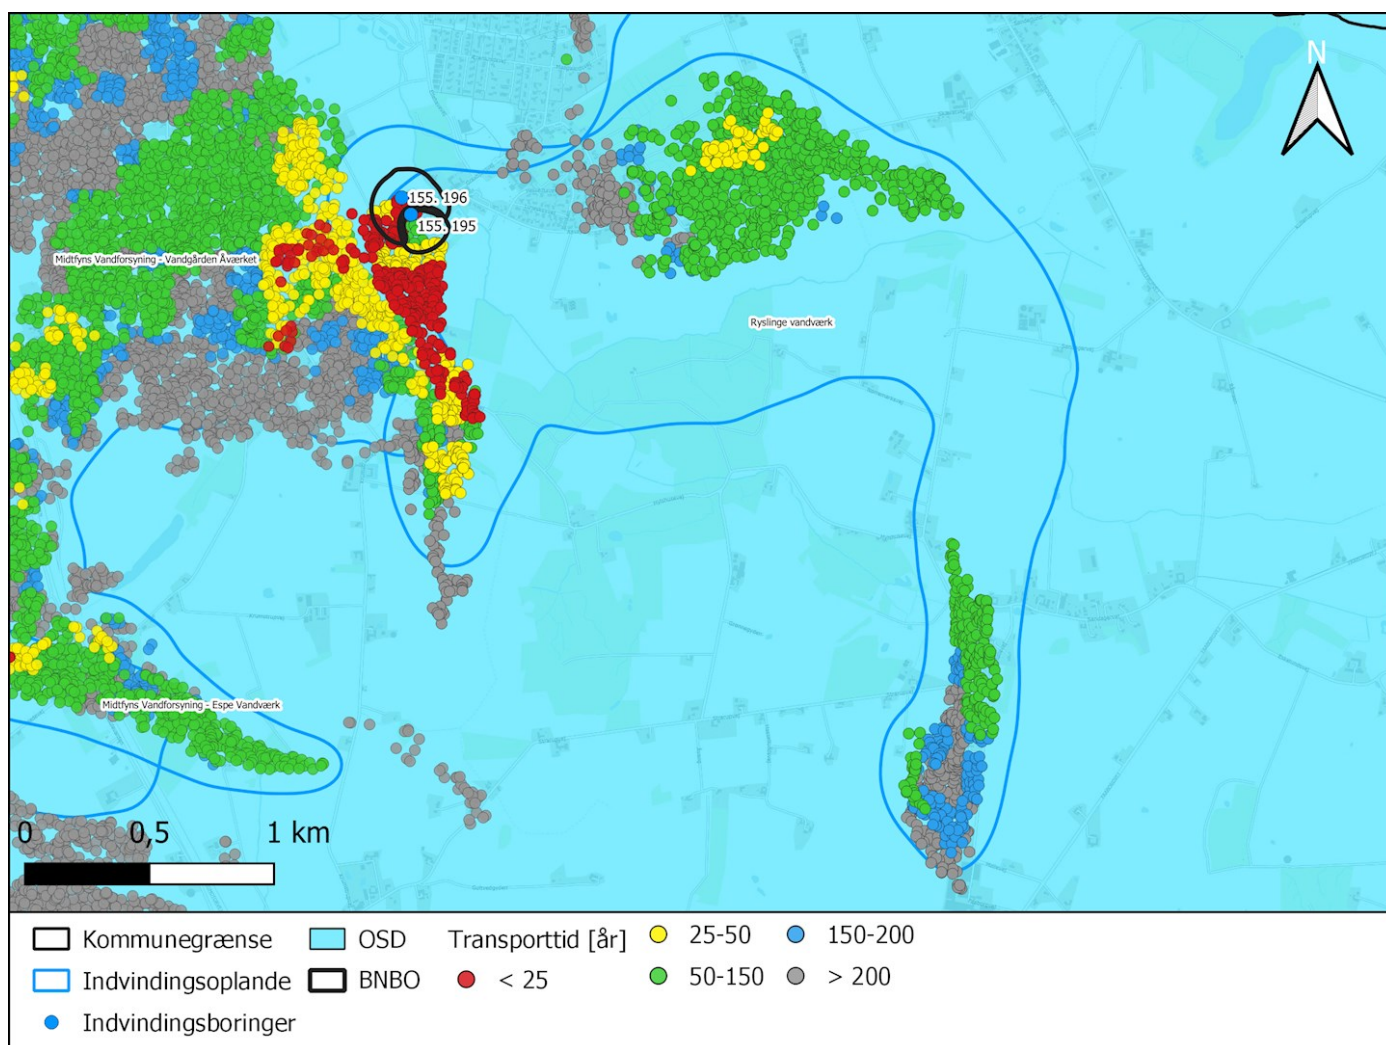 N
155. 196
155. 195
Midtfyns Vandforsyning - Vandgården Åværket
Ryslinge vandværk
Midtfyns Vandforsyning - Espe Vandværk
0 0,5 1 km
Kommunegrænse
OSD
Transporttid [år]
25-50
150-200
Indvindingsoplande
BNBO
< 25
50-150
> 200
Indvindingsboringer